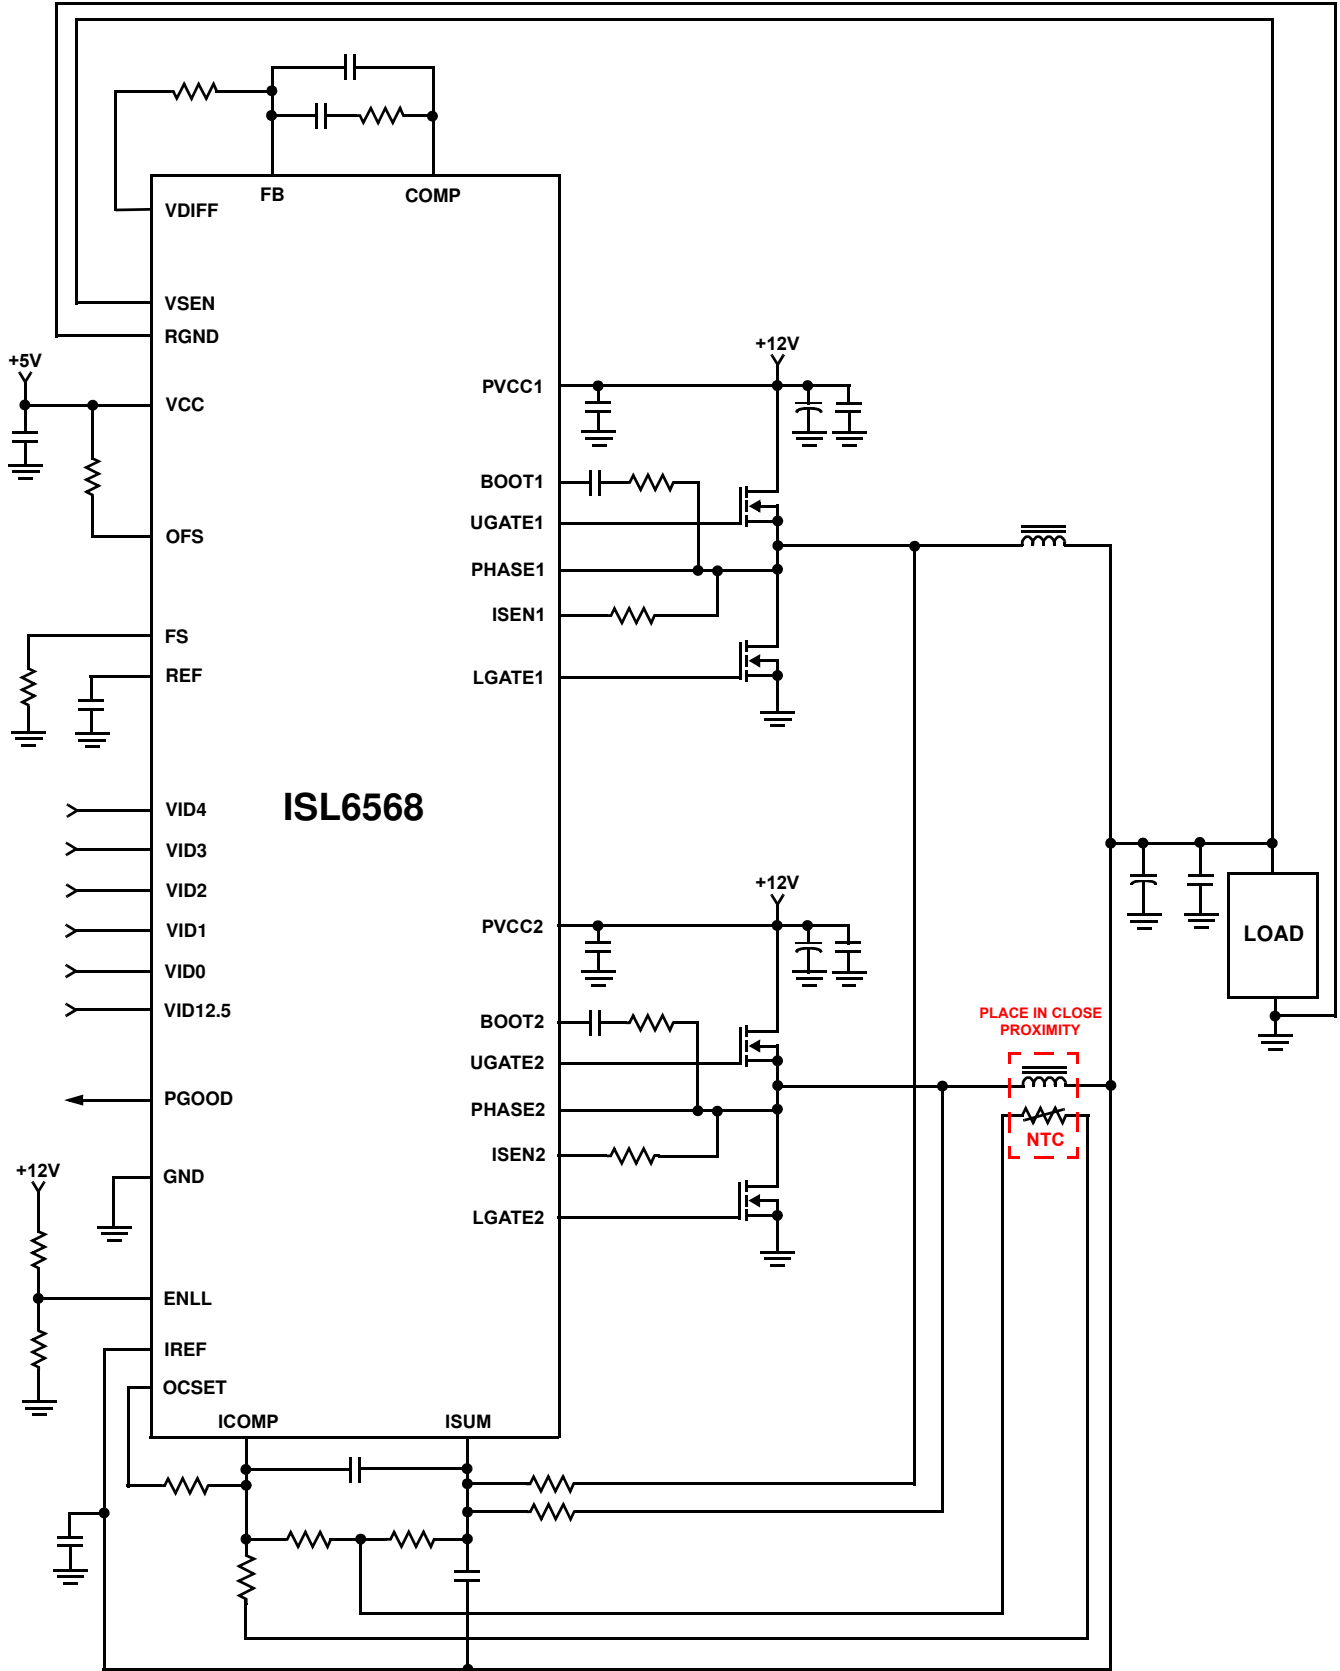 FB
COMP
VDIFF
VSEN
RGND
+5V
VCC
OFS
FS
REF
ISL6568
VID4
VID3
VID2
VID1
VID0
VID12.5
PGOOD
+12V
GND
ENLL
IREF
OCSET
ICOMP
ISUM
+12V
PVCC1
BOOT1
UGATE1
PHASE1
ISEN1
LGATE1
+12V
PVCC2
BOOT2
UGATE2
PHASE2
ISEN2
LGATE2
PLACE IN CLOSE
PROXIMITY
NTC
LOAD